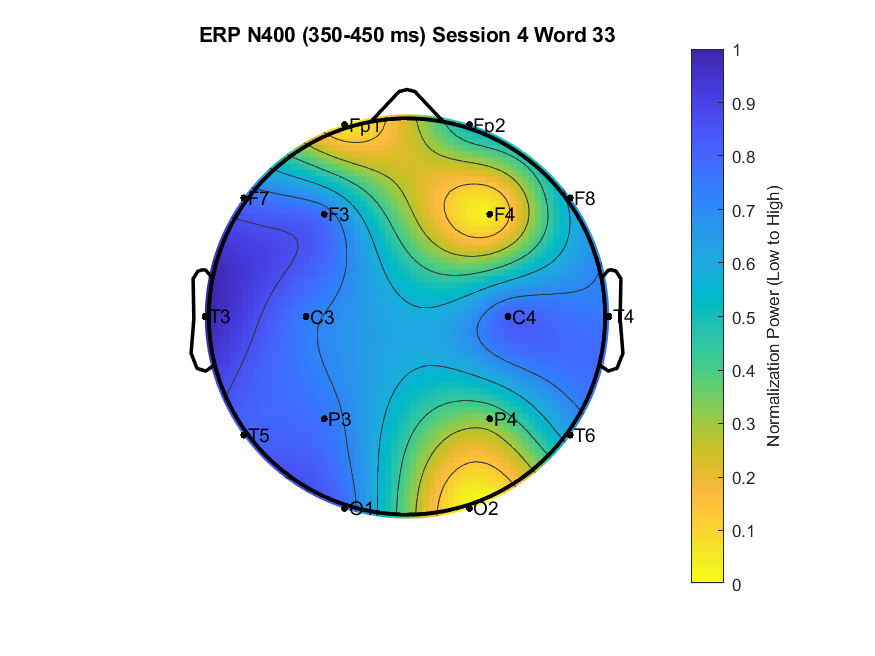 ERP N400 (350-450 ms) Session 4 Word 33
Fp1
Fp2
F7
F3
F4
F8
T3
C3
C4
T4
T5
P3
P4
T6
O1
O2
1
0.9
0.8
0.7
0.6
0.5
0.4
0.3
0.2
0.1
0
Normalization Power (Low to High)